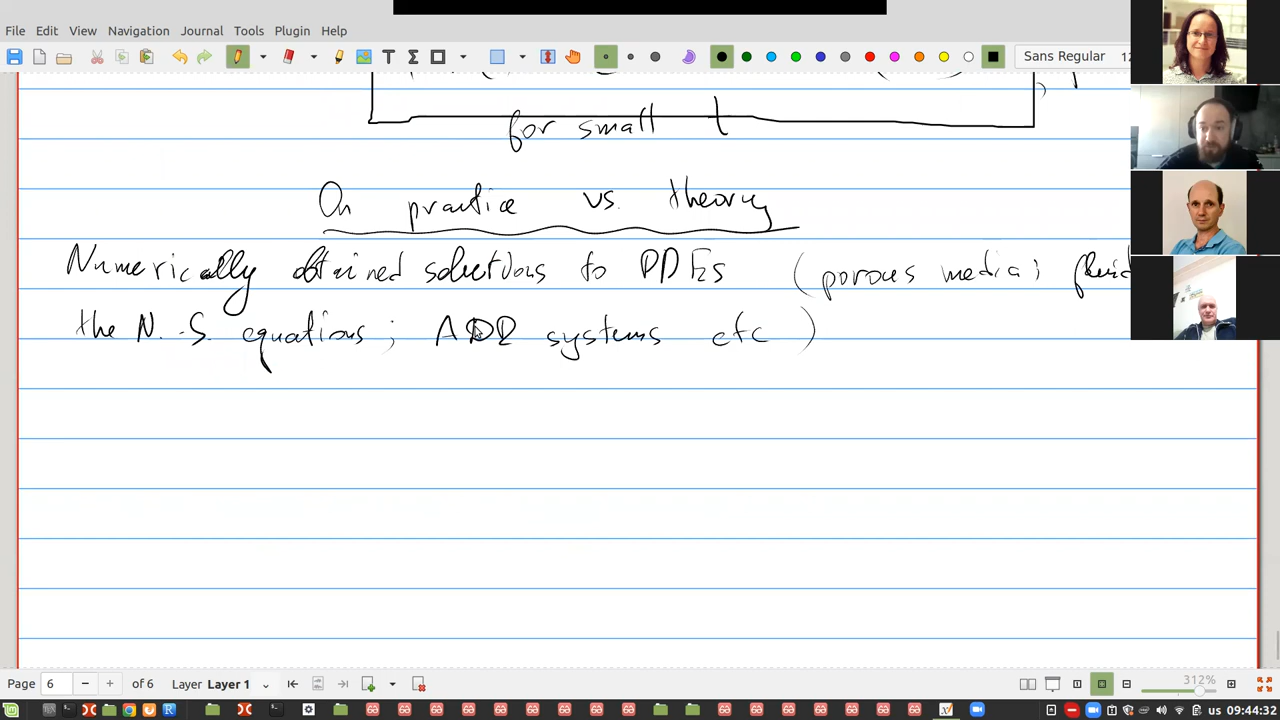 File Edit View Navigation Journal Tools Plugin Help
Sans Regular 12
for small t
On practice vs. theory
Numerically obtained solutions to PDEs (porous media; fluid
the N.-S. equations; ADR systems etc)
Page 6 of 6 Layer Layer 1 312%
us 09:44:32